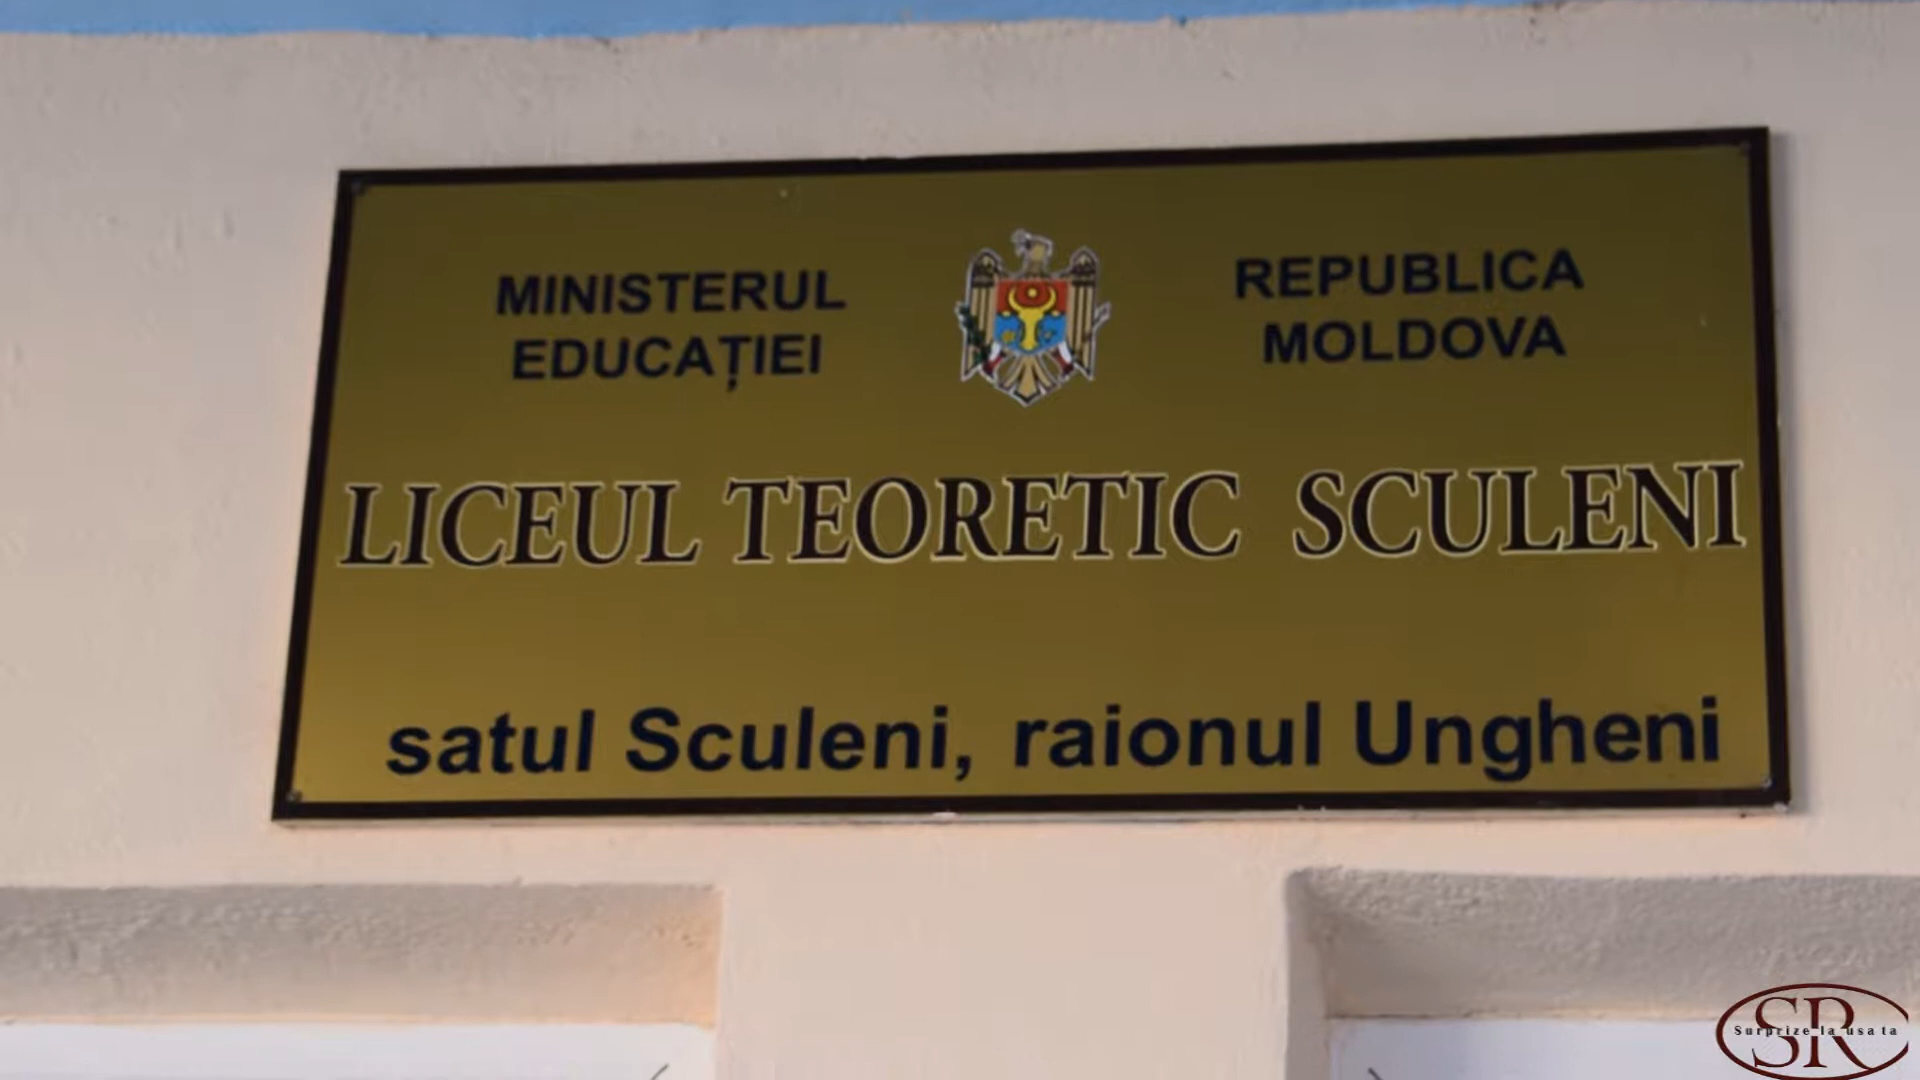 MINISTERUL
EDUCAȚIEI
REPUBLICA
MOLDOVA
LICEUL TEORETIC SCULENI
satul Sculeni, raionul Ungheni
SR
Surprize la usa ta